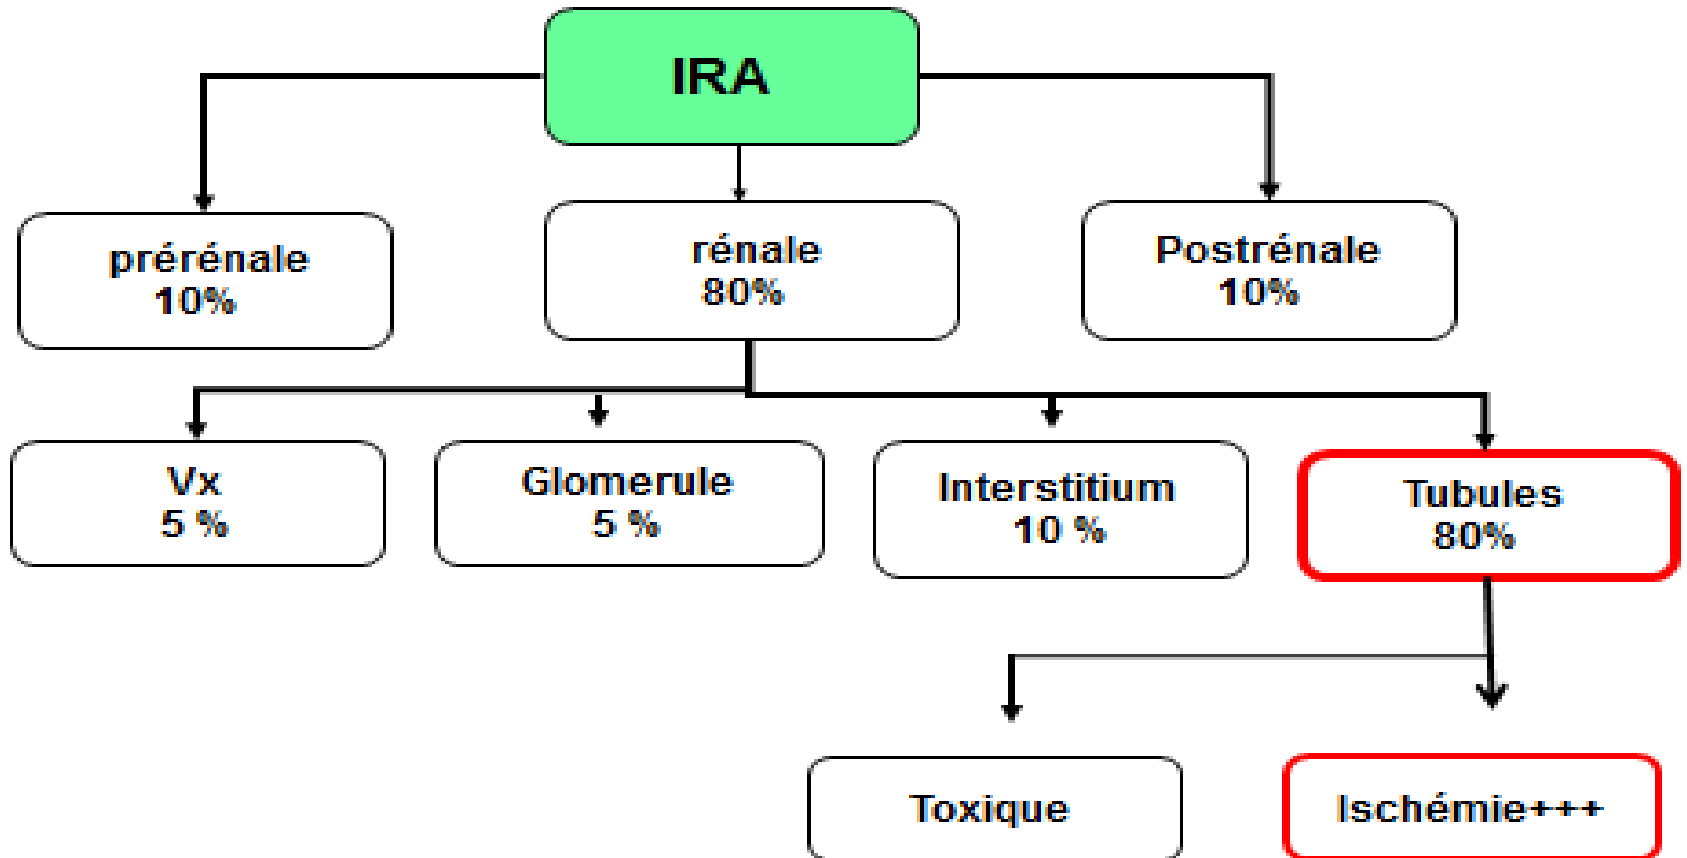 IRA
prérénale
10%
rénale
80%
Postrénale
10%
Vx
5 %
Glomerule
5 %
Interstitium
10 %
Tubules
80%
Toxique
Ischémie+++